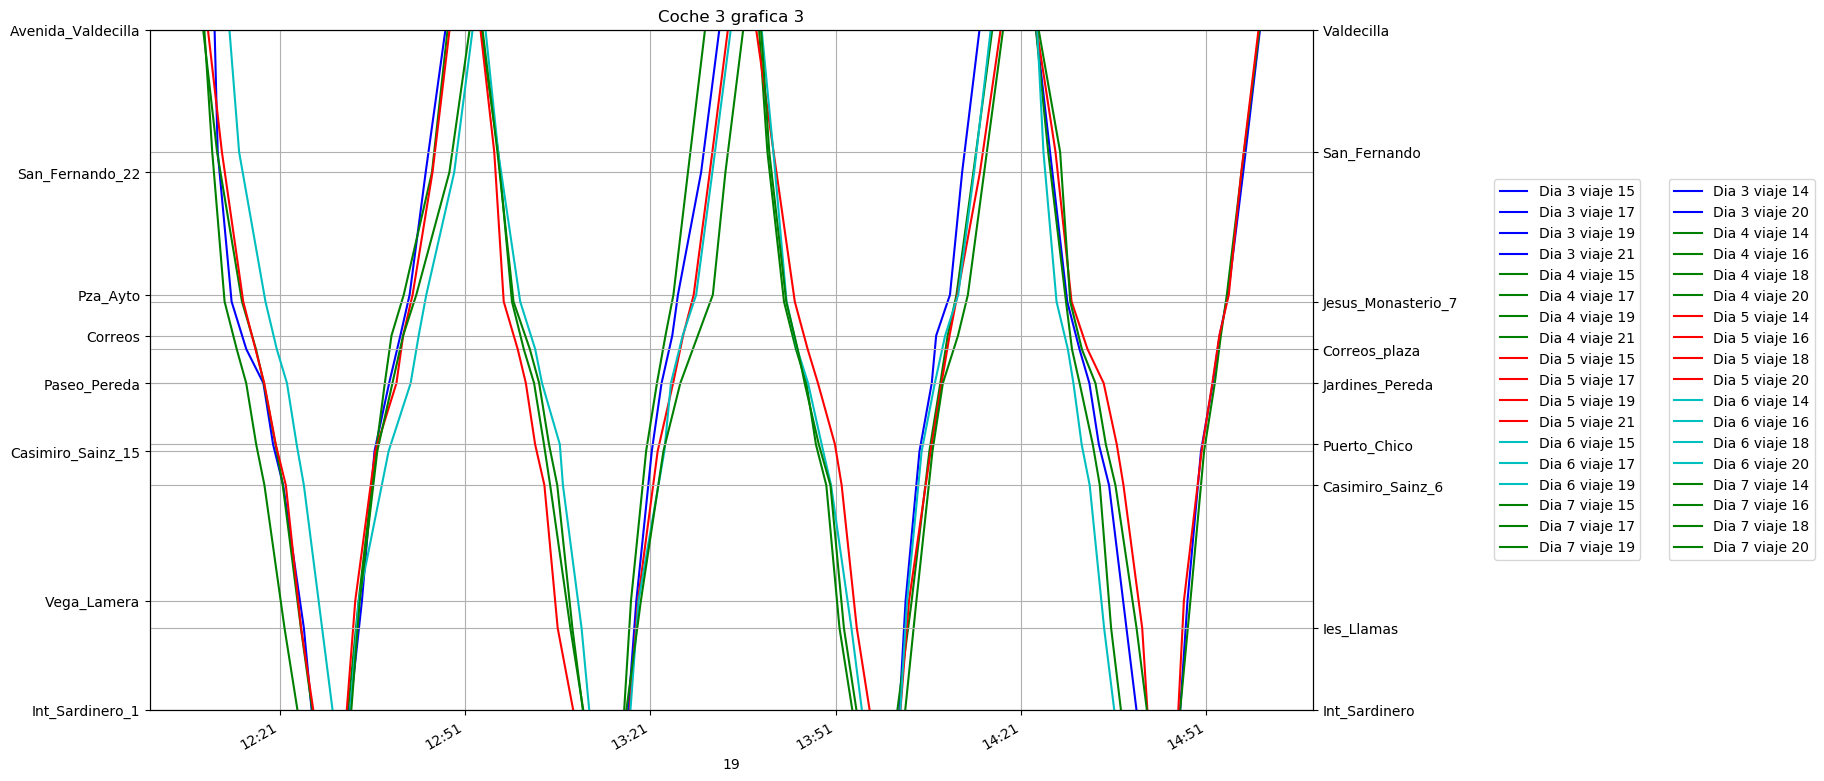 Coche 3 grafica 3
Avenida_Valdecilla
San_Fernando_22
Pza_Ayto
Correos
Paseo_Pereda
Casimiro_Sainz_15
Vega_Lamera
Int_Sardinero_1
Valdecilla
San_Fernando
Jesus_Monasterio_7
Correos_plaza
Jardines_Pereda
Puerto_Chico
Casimiro_Sainz_6
Ies_Llamas
Int_Sardinero
12:21
12:51
13:21
13:51
14:21
14:51
19
Dia 3 viaje 15
Dia 3 viaje 17
Dia 3 viaje 19
Dia 3 viaje 21
Dia 4 viaje 15
Dia 4 viaje 17
Dia 4 viaje 19
Dia 4 viaje 21
Dia 5 viaje 15
Dia 5 viaje 17
Dia 5 viaje 19
Dia 5 viaje 21
Dia 6 viaje 15
Dia 6 viaje 17
Dia 6 viaje 19
Dia 7 viaje 15
Dia 7 viaje 17
Dia 7 viaje 19
Dia 3 viaje 14
Dia 3 viaje 20
Dia 4 viaje 14
Dia 4 viaje 16
Dia 4 viaje 18
Dia 4 viaje 20
Dia 5 viaje 14
Dia 5 viaje 16
Dia 5 viaje 18
Dia 5 viaje 20
Dia 6 viaje 14
Dia 6 viaje 16
Dia 6 viaje 18
Dia 6 viaje 20
Dia 7 viaje 14
Dia 7 viaje 16
Dia 7 viaje 18
Dia 7 viaje 20